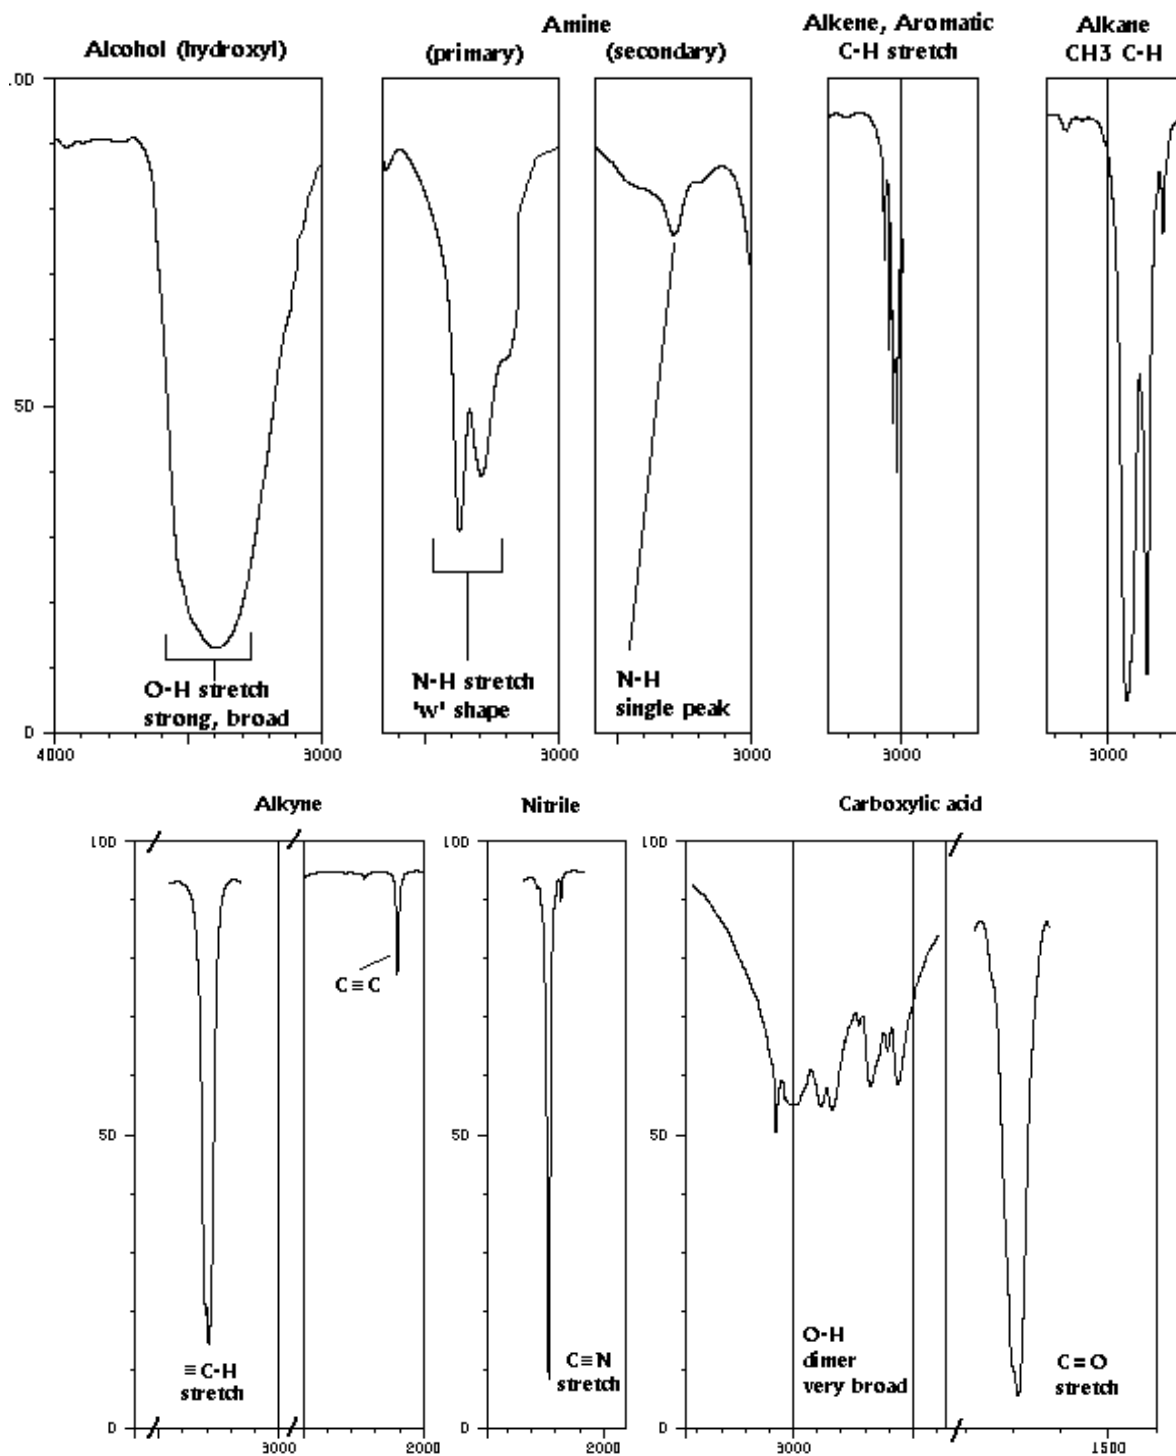 Amine
Alcohol (hydroxyl)
(primary)
(secondary)
Alkene, Aromatic
C-H stretch
Alkane
CH3 C-H
.00
50
0
O-H stretch
strong, broad
N-H stretch
'w' shape
N-H
single peak
4000
3000
3000
3000
3000
3000
Alkyne
Nitrile
Carboxylic acid
100
100
100
C≡C
50
50
50
≡C-H
stretch
C≡N
stretch
O-H
dimer
very broad
C=O
stretch
0
0
0
3000
2000
2000
3000
1500